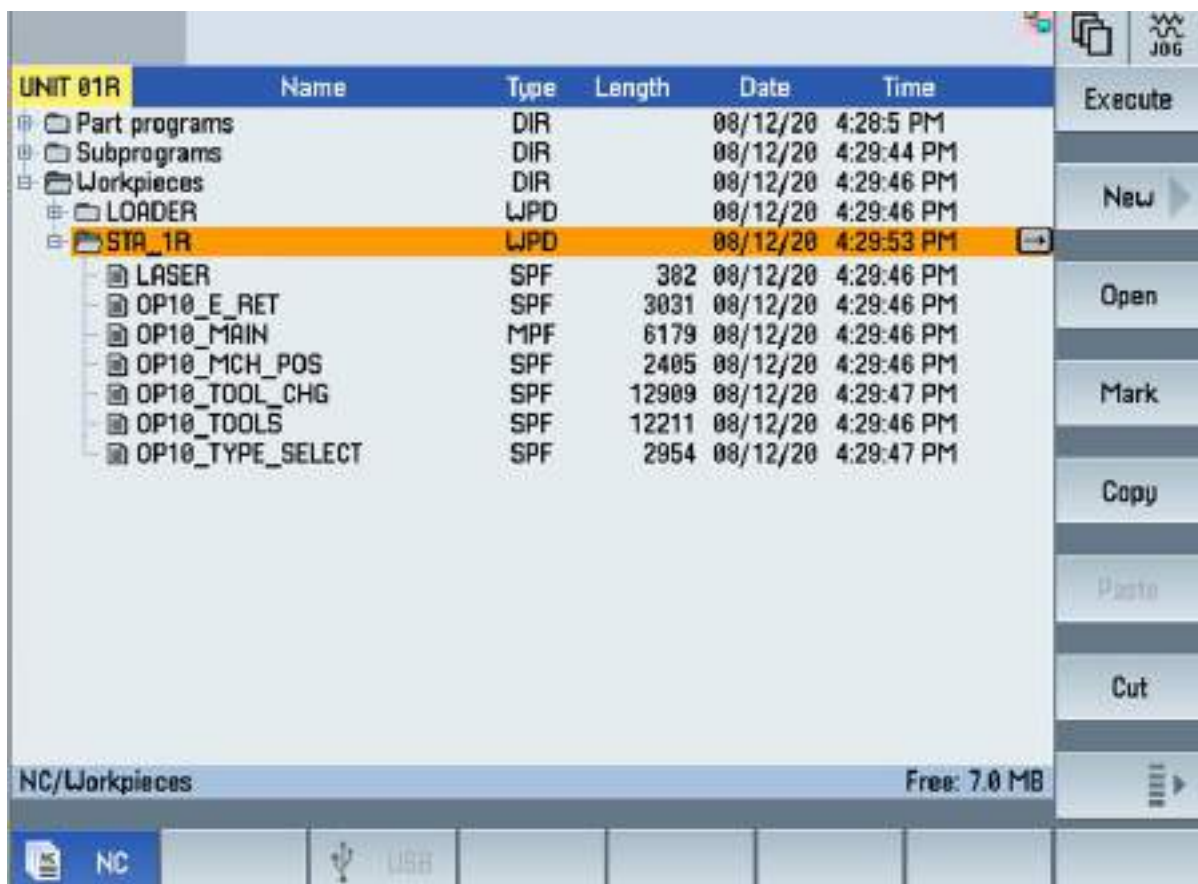 JOG
UNIT 01R Name Type Length Date Time
Execute
Part programs DIR 08/12/20 4:28:5 PM
Subprograms DIR 08/12/20 4:29:44 PM
Workpieces DIR 08/12/20 4:29:46 PM
New
LOADER WPD 08/12/20 4:29:46 PM
STA_1R WPD 08/12/20 4:29:53 PM
LASER SPF 382 08/12/20 4:29:46 PM
Open
OP10_E_RET SPF 3031 08/12/20 4:29:46 PM
OP10_MAIN MPF 6179 08/12/20 4:29:46 PM
OP10_MCH_POS SPF 2405 08/12/20 4:29:46 PM
Mark
OP10_TOOL_CHG SPF 12909 08/12/20 4:29:47 PM
OP10_TOOLS SPF 12211 08/12/20 4:29:46 PM
OP10_TYPE_SELECT SPF 2954 08/12/20 4:29:47 PM
Copy
Paste
Cut
NC/Workpieces Free: 7.0 MB
NC USB